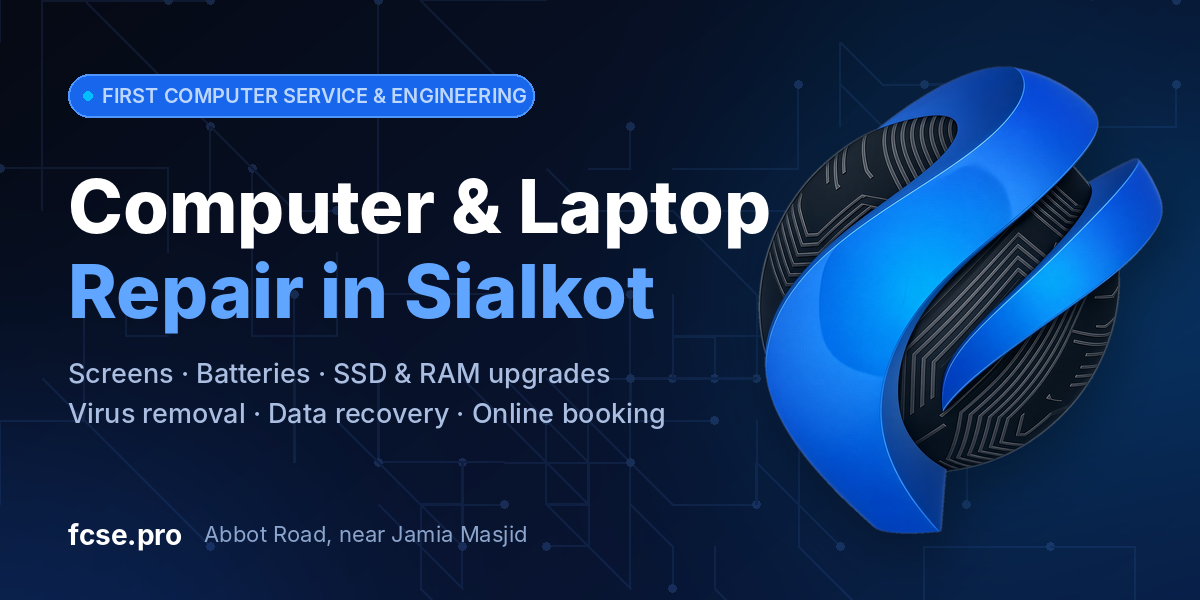 FIRST COMPUTER SERVICE & ENGINEERING
Computer & Laptop
Repair in Sialkot
Screens · Batteries · SSD & RAM upgrades
Virus removal · Data recovery · Online booking
fcse.pro Abbot Road, near Jamia Masjid